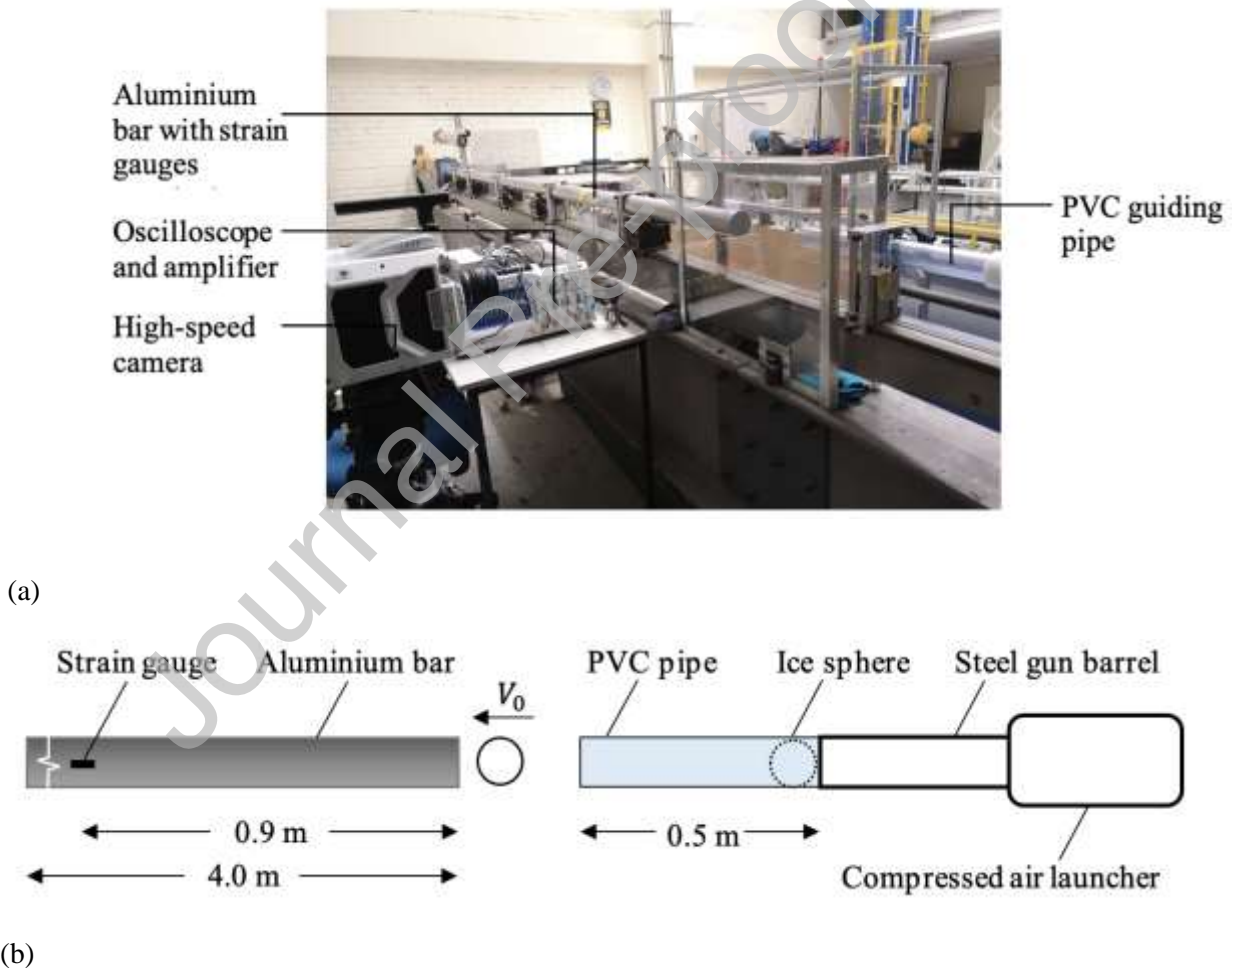 Aluminium
bar with strain
gauges
Oscilloscope
and amplifier
High-speed
camera
PVC guiding
pipe
Journal Pre-proof
(a)
Strain gauge
Aluminium bar
V₀
PVC pipe
Ice sphere
Steel gun barrel
0.9 m
0.5 m
4.0 m
Compressed air launcher
(b)